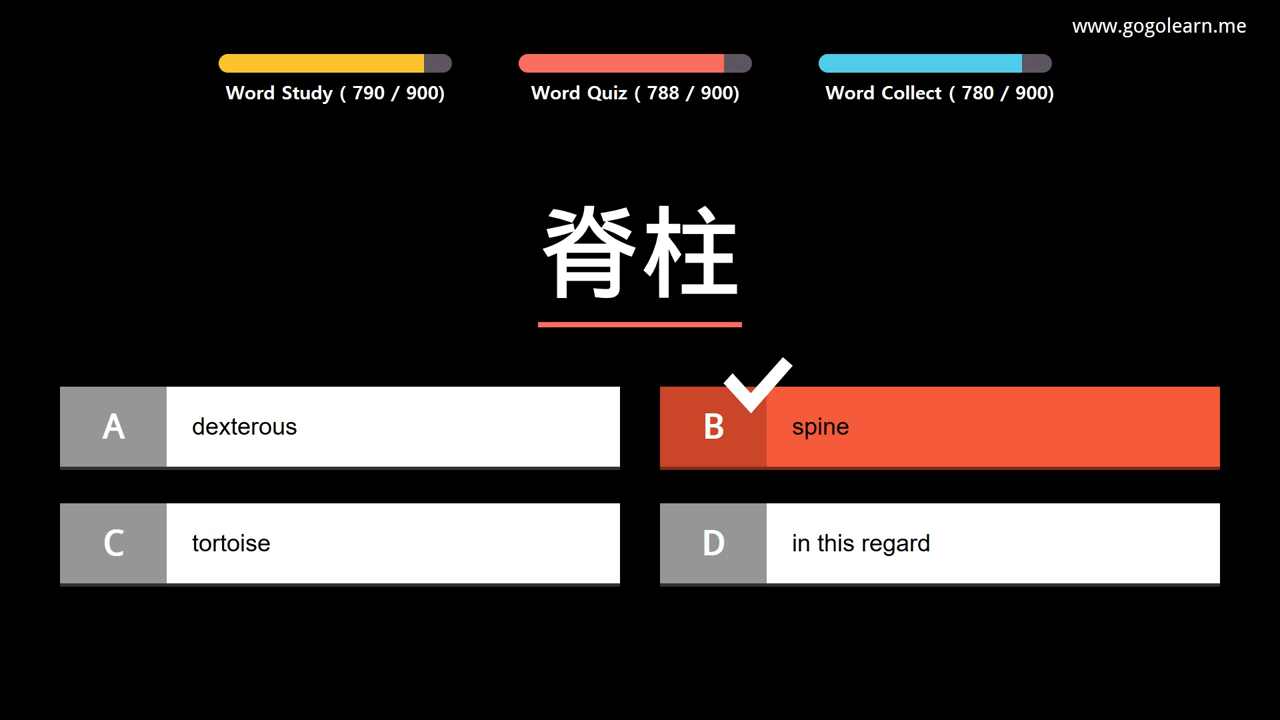 www.gogolearn.me
Word Study ( 790 / 900)
Word Quiz ( 788 / 900)
Word Collect ( 780 / 900)
脊柱
A dexterous
B spine
C tortoise
D in this regard